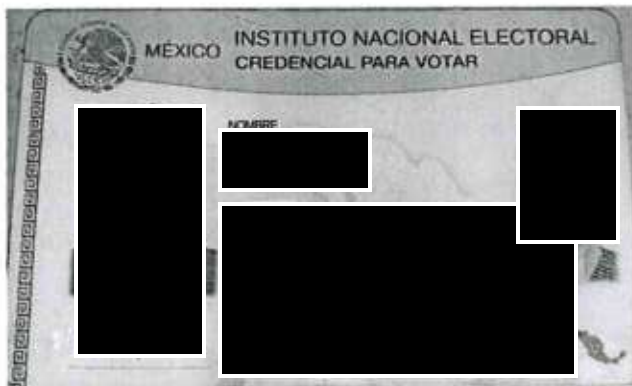 MÉXICO INSTITUTO NACIONAL ELECTORAL
CREDENCIAL PARA VOTAR
NOMBRE